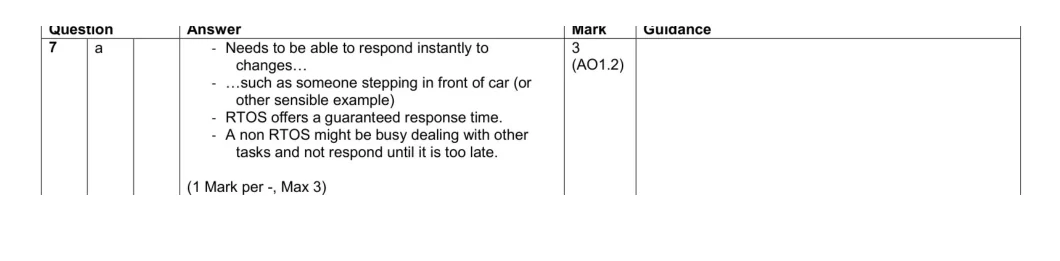 Question Answer Mark Guidance
7 a - Needs to be able to respond instantly to 3
changes… (AO1.2)
- …such as someone stepping in front of car (or
other sensible example)
- RTOS offers a guaranteed response time.
- A non RTOS might be busy dealing with other
tasks and not respond until it is too late.
(1 Mark per -, Max 3)